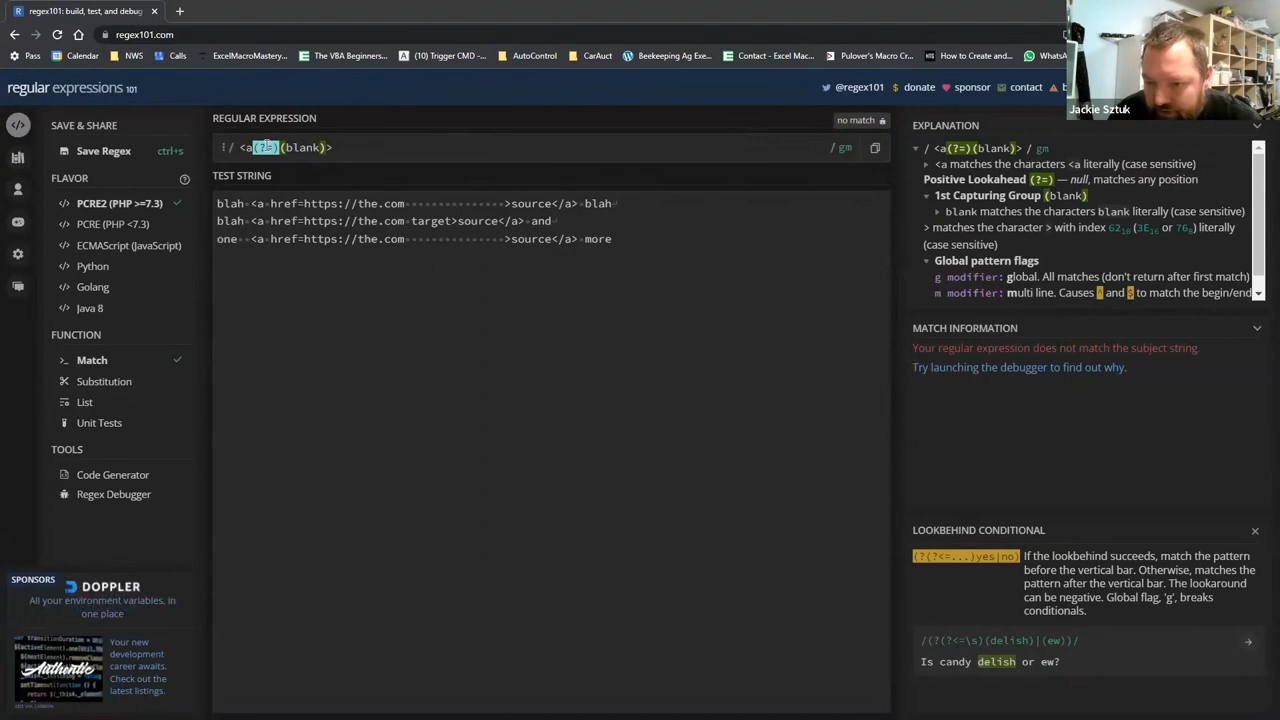 regex101: build, test, and debug
regex101.com
Pass
Calendar
NWS
Calls
ExcelMacroMastery...
The VBA Beginners...
(10) Trigger CMD -...
AutoControl
CarAuct
Beekeeping Ag Exe...
Contact - Excel Mac...
Pulover's Macro Cr...
How to Create and...
WhatsA
Jackie Sztuk
regular expressions 101
@regex101
donate
sponsor
contact
SAVE & SHARE
Save Regex ctrl+s
FLAVOR
PCRE2 (PHP >=7.3)
PCRE (PHP <7.3)
ECMAScript (JavaScript)
Python
Golang
Java 8
FUNCTION
Match
Substitution
List
Unit Tests
TOOLS
Code Generator
Regex Debugger
SPONSORS
DOPPLER
All your environment variables, in
one place
Authentic
Your new
development
career awaits.
Check out the
latest listings.
ADS VIA CARBON
REGULAR EXPRESSION
no match
/ <a(?=)(blank)> / gm
TEST STRING
blah·<a·href=https://the.com················>source</a>·blah
blah·<a·href=https://the.com·target>source</a>·and
one··<a·href=https://the.com················>source</a>·more
EXPLANATION
/ <a(?=)(blank)> / gm
<a matches the characters <a literally (case sensitive)
Positive Lookahead (?=) — null, matches any position
1st Capturing Group (blank)
blank matches the characters blank literally (case sensitive)
> matches the character > with index 62₁₀ (3E₁₆ or 76₈) literally
(case sensitive)
Global pattern flags
g modifier: global. All matches (don't return after first match)
m modifier: multi line. Causes ^ and $ to match the begin/end
MATCH INFORMATION
Your regular expression does not match the subject string.
Try launching the debugger to find out why.
LOOKBEHIND CONDITIONAL
(?(?<=...)yes|no) If the lookbehind succeeds, match the pattern
before the vertical bar. Otherwise, matches the
pattern after the vertical bar. The lookaround
can be negative. Global flag, 'g', breaks
conditionals.
/(?(?<=\s)(delish)|(ew))/
Is candy delish or ew?